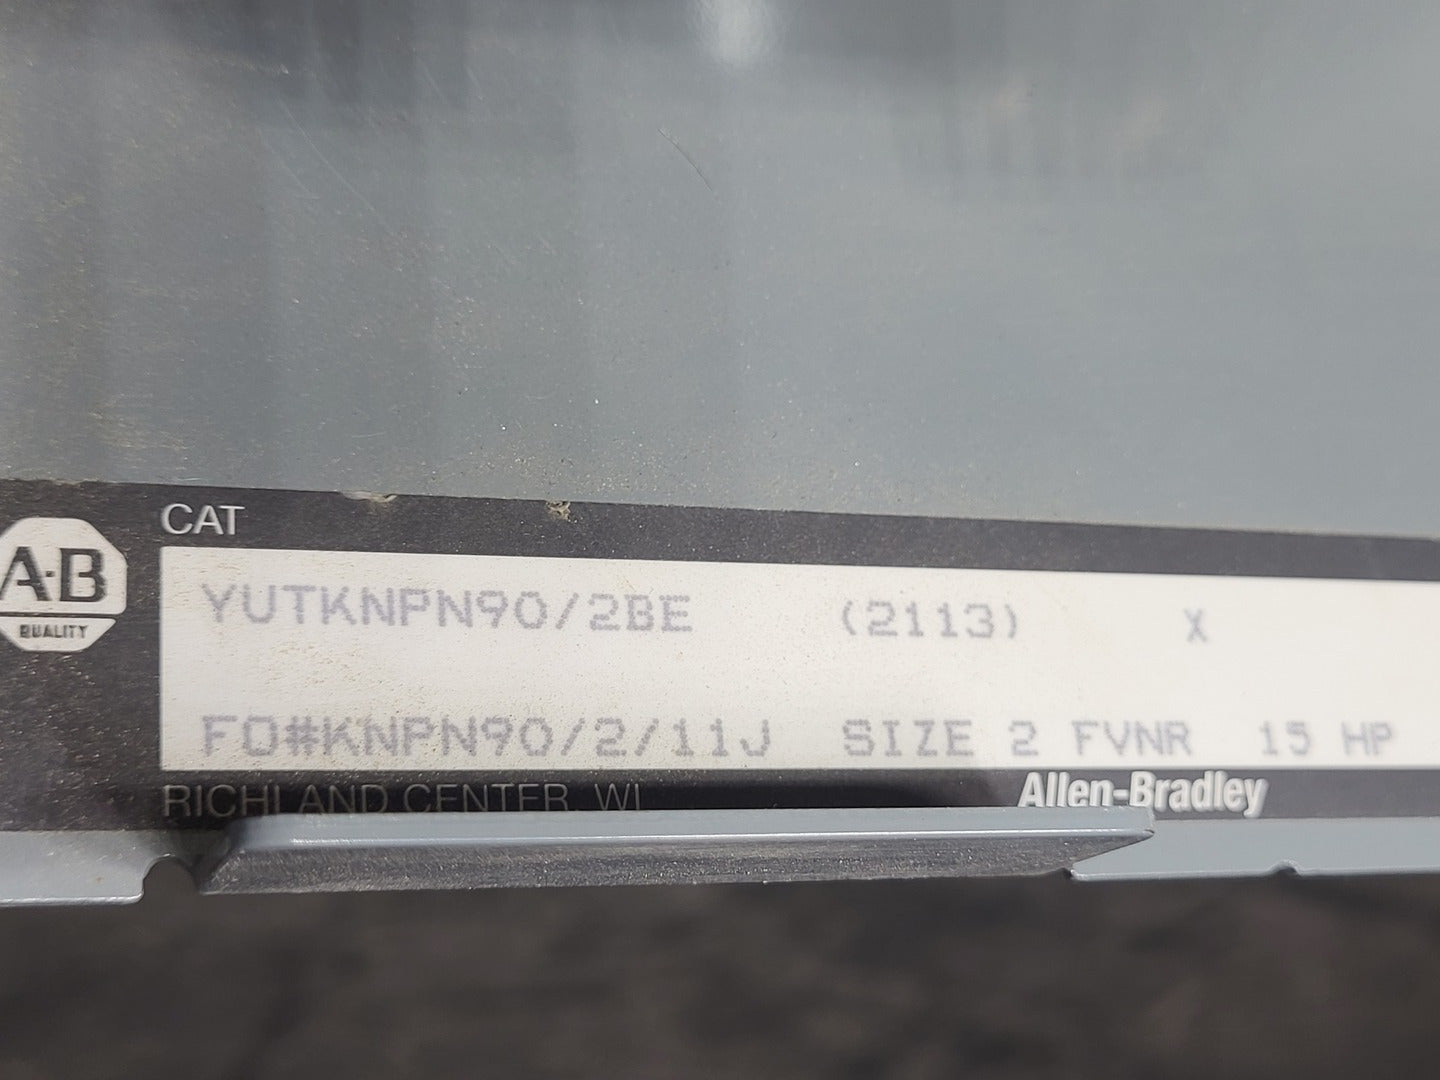 CAT
A-B
QUALITY
YUTKNPN90/2BE (2113) X
FO#KNPN90/2/11J SIZE 2 FVNR 15 HP
RICHLAND CENTER, WI
Allen-Bradley